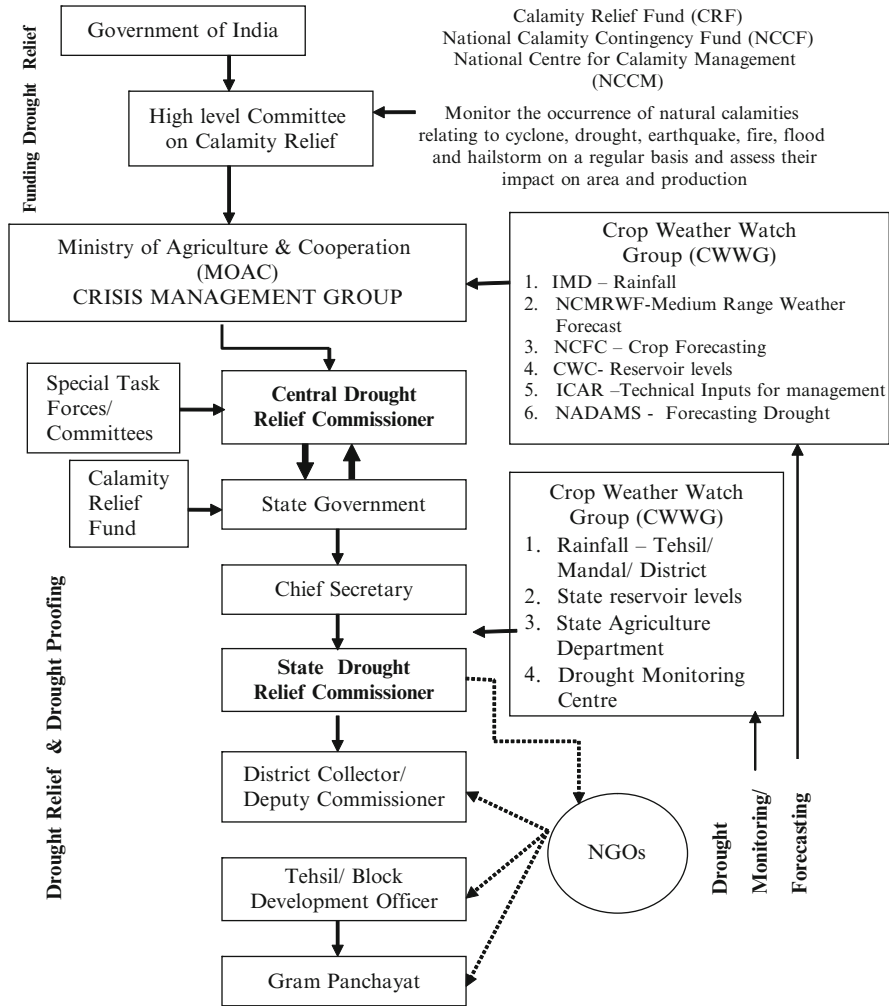 Government of India
High level Committee
on Calamity Relief
Calamity Relief Fund (CRF)
National Calamity Contingency Fund (NCCF)
National Centre for Calamity Management
(NCCM)
Monitor the occurrence of natural calamities
relating to cyclone, drought, earthquake, fire, flood
and hailstorm on a regular basis and assess their
impact on area and production
Funding Drought Relief
Ministry of Agriculture & Cooperation
(MOAC)
CRISIS MANAGEMENT GROUP
Crop Weather Watch
Group (CWWG)
1. IMD – Rainfall
2. NCMRWF-Medium Range Weather
Forecast
3. NCFC – Crop Forecasting
4. CWC- Reservoir levels
5. ICAR –Technical Inputs for management
6. NADAMS - Forecasting Drought
Special Task
Forces/
Committees
Central Drought
Relief Commissioner
Calamity
Relief
Fund
State Government
Chief Secretary
State Drought
Relief Commissioner
Crop Weather Watch
Group (CWWG)
1. Rainfall – Tehsil/
Mandal/ District
2. State reservoir levels
3. State Agriculture
Department
4. Drought Monitoring
Centre
Drought Relief & Drought Proofing
District Collector/
Deputy Commissioner
Tehsil/ Block
Development Officer
Gram Panchayat
NGOs
Drought
Monitoring/
Forecasting